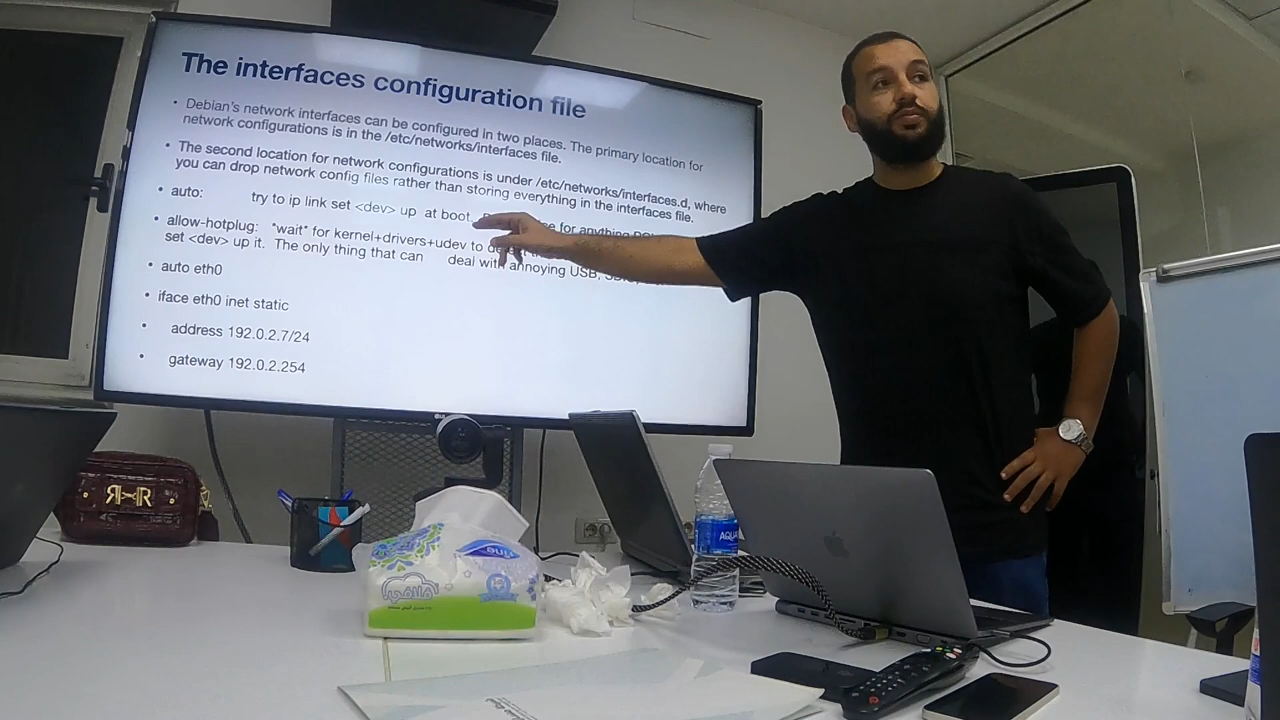 The interfaces configuration file
• Debian's network interfaces can be configured in two places. The primary location for
network configurations is in the /etc/networks/interfaces file.
• The second location for network configurations is under /etc/networks/interfaces.d, where
you can drop network config files rather than storing everything in the interfaces file.
• auto: try to ip link set <dev> up at boot. for anything
• allow-hotplug: *wait* for kernel+drivers+udev to
set <dev> up it. The only thing that can deal with annoying USB,
• auto eth0
• iface eth0 inet static
• address 192.0.2.7/24
• gateway 192.0.2.254
LG
RR
AQUA